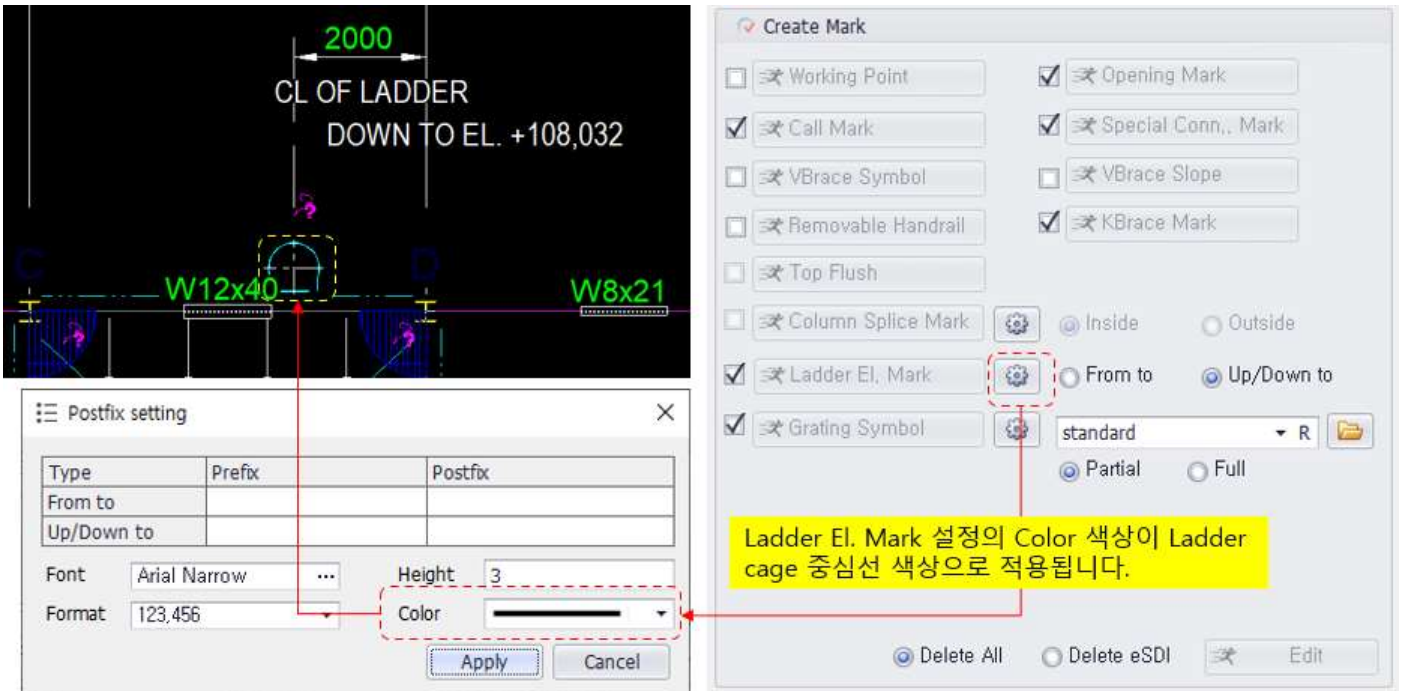 2000
CL OF LADDER
DOWN TO EL. +108,032
C
D
W12x40
W8x21
Postfix setting
Type Prefix Postfix
From to
Up/Down to
Font Arial Narrow ... Height 3
Format 123,456 Color
Apply Cancel
Create Mark
Working Point Opening Mark
Call Mark Special Conn,, Mark
VBrace Symbol VBrace Slope
Removable Handrail KBrace Mark
Top Flush
Column Splice Mark Inside Outside
Ladder El, Mark From to Up/Down to
Grating Symbol standard R
Partial Full
Ladder El. Mark 설정의 Color 색상이 Ladder
cage 중심선 색상으로 적용됩니다.
Delete All Delete eSDI Edit